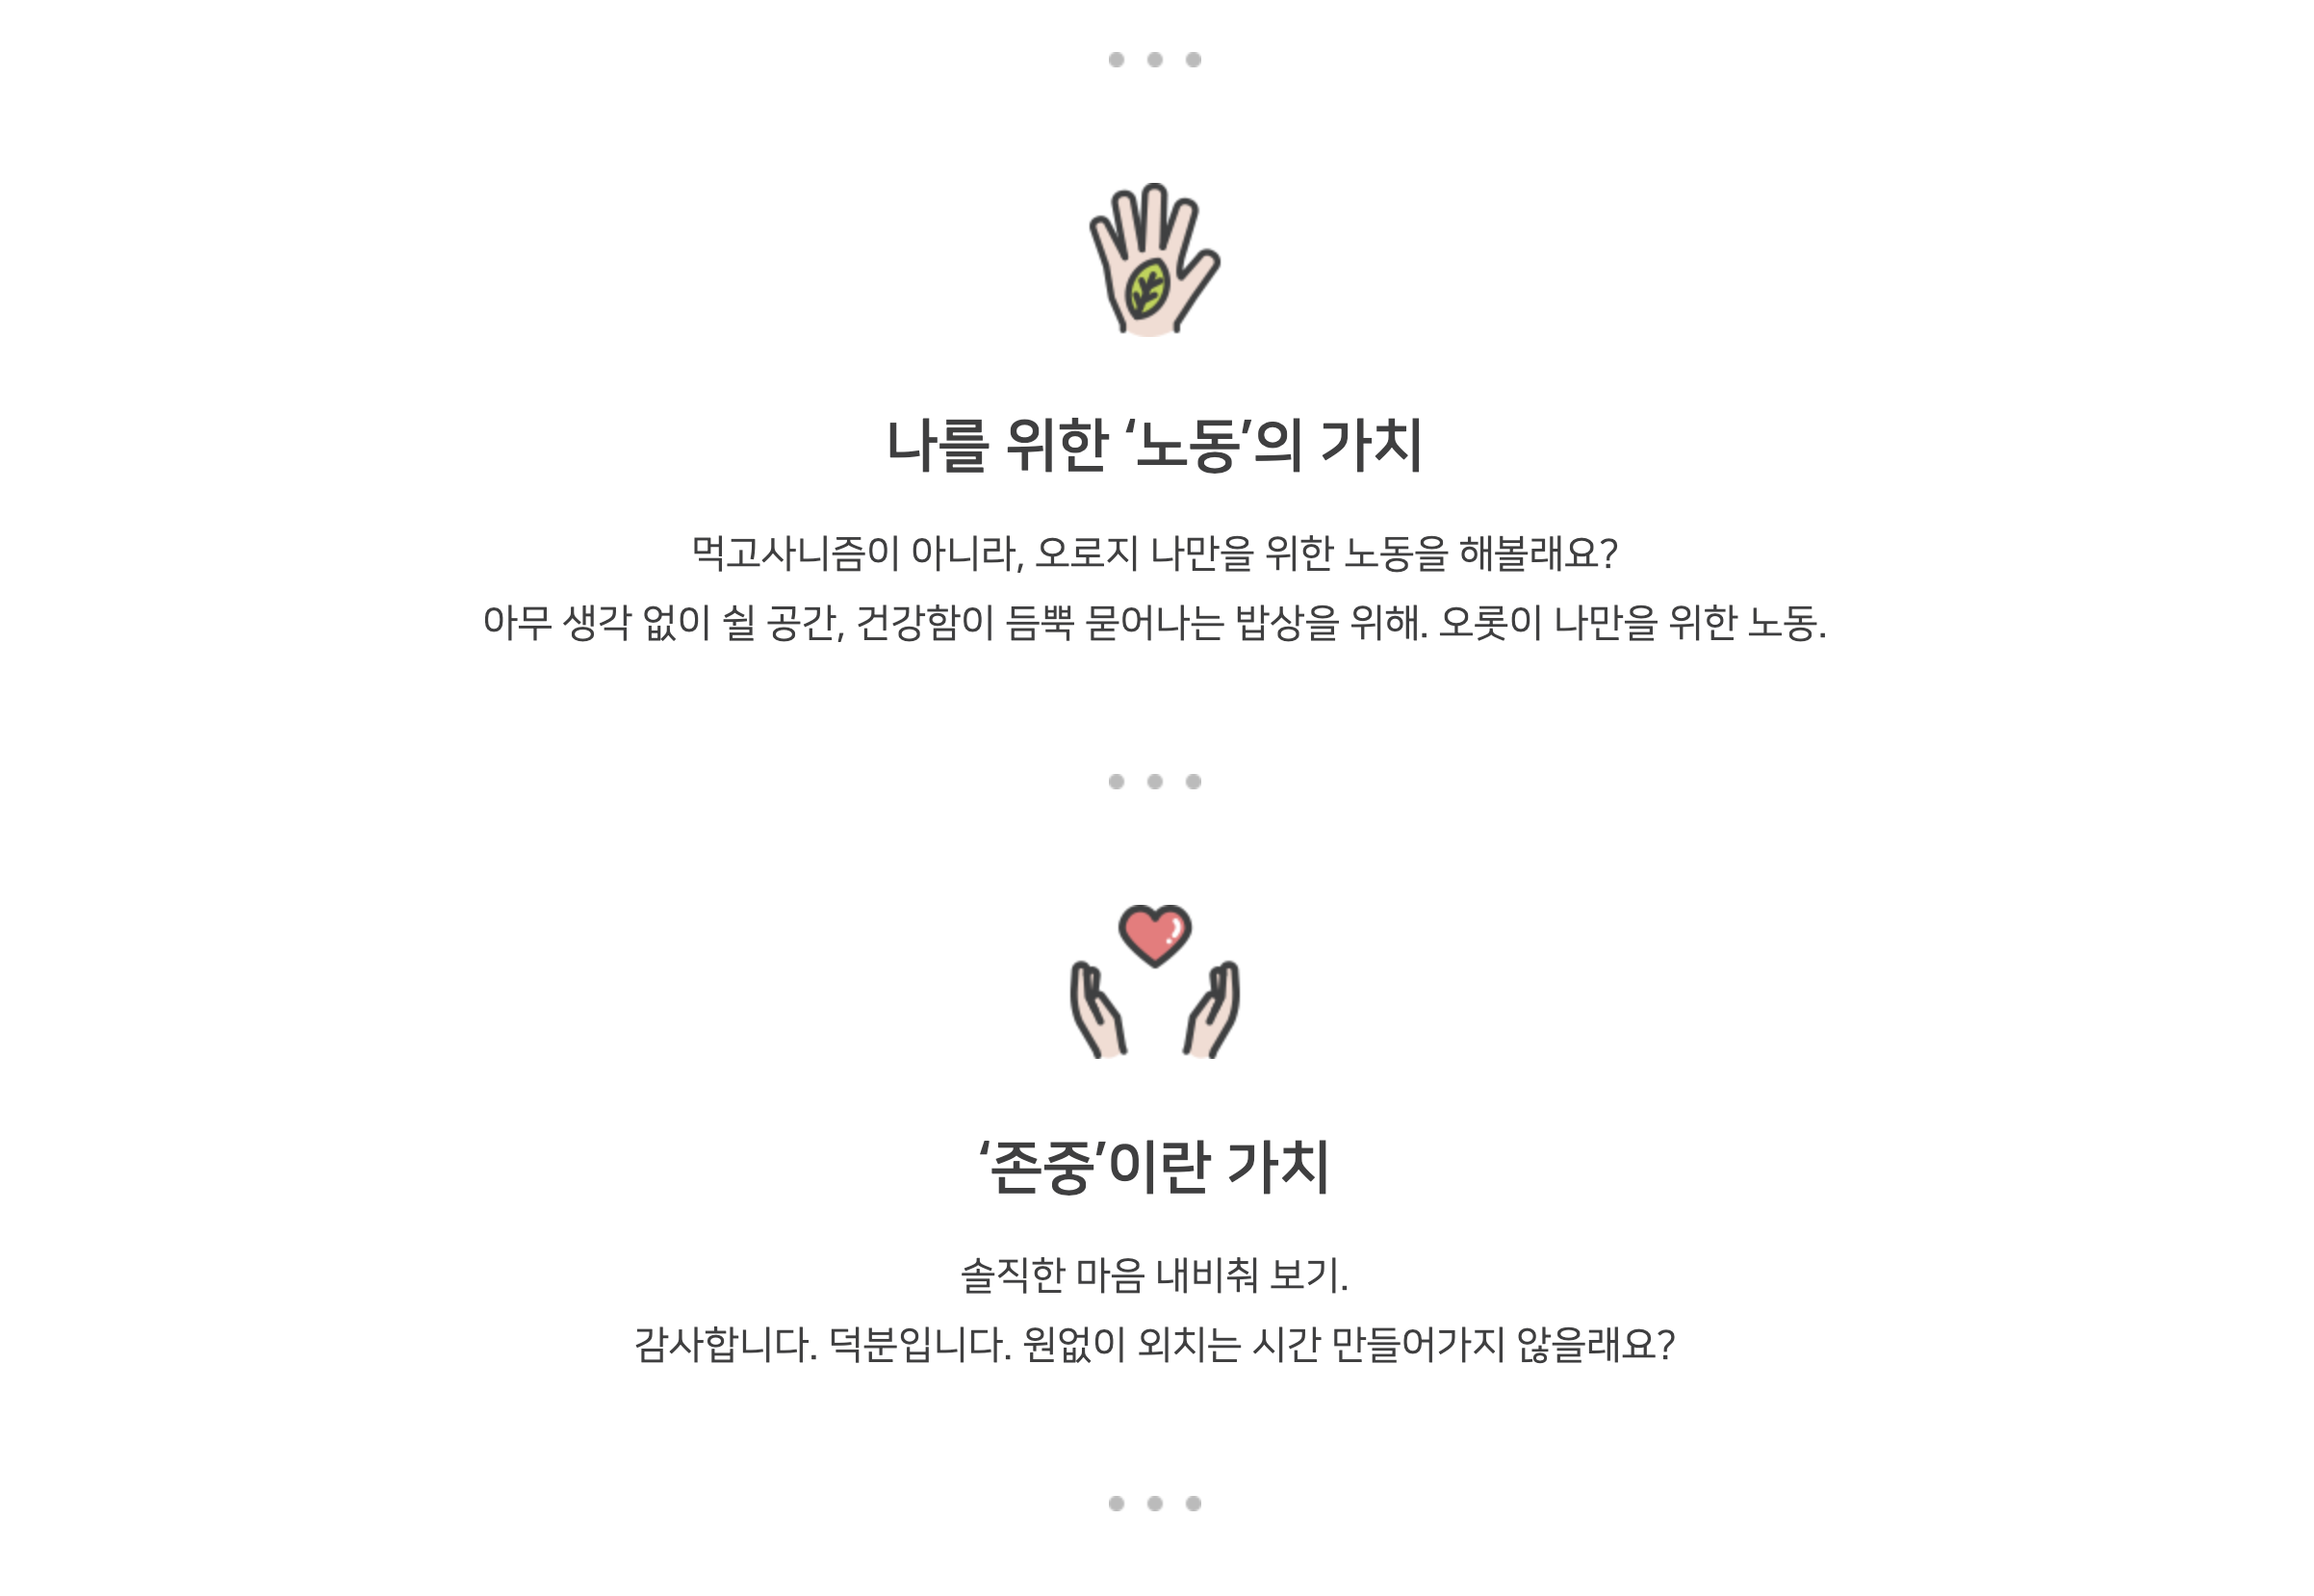 나를 위한 ‘노동’의 가치
먹고사니즘이 아니라, 오로지 나만을 위한 노동을 해볼래요?
아무 생각 없이 쉴 공간, 건강함이 듬뿍 묻어나는 밥상을 위해. 오롯이 나만을 위한 노동.
‘존중’이란 가치
솔직한 마음 내비춰 보기.
감사합니다. 덕분입니다. 원없이 외치는 시간 만들어가지 않을래요?